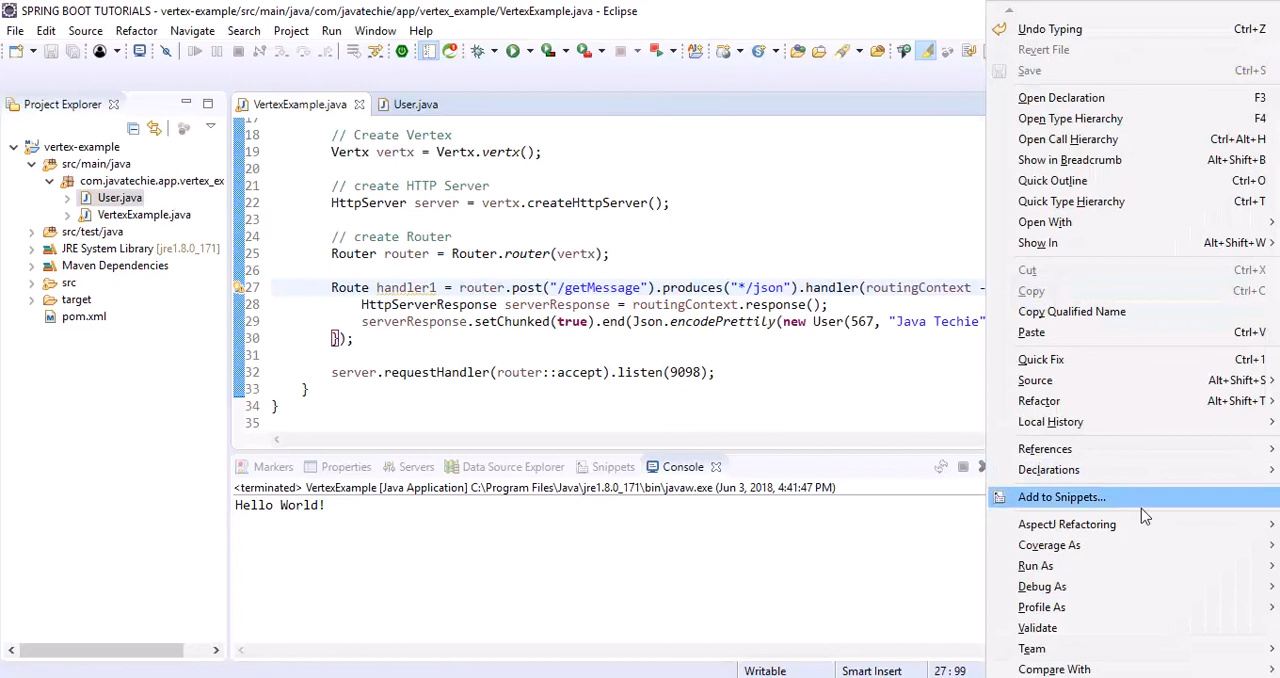 SPRING BOOT TUTORIALS - vertex-example/src/main/java/com/javatechie/app/vertex_example/VertexExample.java - Eclipse
File Edit Source Refactor Navigate Search Project Run Window Help
Project Explorer
vertex-example
src/main/java
com.javatechie.app.vertex_ex
User.java
VertexExample.java
src/test/java
JRE System Library [jre1.8.0_171]
Maven Dependencies
src
target
pom.xml
VertexExample.java User.java
17
18 // Create Vertex
19 Vertx vertx = Vertx.vertx();
20
21 // create HTTP Server
22 HttpServer server = vertx.createHttpServer();
23
24 // create Router
25 Router router = Router.router(vertx);
26
27 Route handler1 = router.post("/getMessage").produces("*/json").handler(routingContext -
28 HttpServerResponse serverResponse = routingContext.response();
29 serverResponse.setChunked(true).end(Json.encodePrettily(new User(567, "Java Techie"
30 });
31
32 server.requestHandler(router::accept).listen(9098);
33 }
34 }
35
Markers Properties Servers Data Source Explorer Snippets Console
<terminated> VertexExample [Java Application] C:\Program Files\Java\jre1.8.0_171\bin\javaw.exe (Jun 3, 2018, 4:41:47 PM)
Hello World!
Writable Smart Insert 27 : 99
Undo Typing Ctrl+Z
Revert File
Save Ctrl+S
Open Declaration F3
Open Type Hierarchy F4
Open Call Hierarchy Ctrl+Alt+H
Show in Breadcrumb Alt+Shift+B
Quick Outline Ctrl+O
Quick Type Hierarchy Ctrl+T
Open With
Show In Alt+Shift+W
Cut Ctrl+X
Copy Ctrl+C
Copy Qualified Name
Paste Ctrl+V
Quick Fix Ctrl+1
Source Alt+Shift+S
Refactor Alt+Shift+T
Local History
References
Declarations
Add to Snippets...
AspectJ Refactoring
Coverage As
Run As
Debug As
Profile As
Validate
Team
Compare With